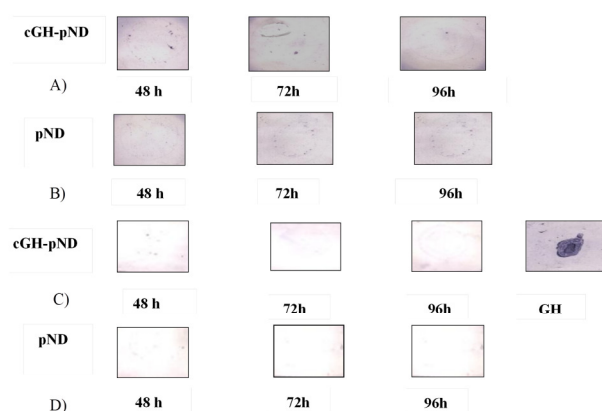 cGH-pND
A)
48 h
72h
96h
pND
B)
48 h
72h
96h
cGH-pND
C)
48 h
72h
96h
GH
pND
D)
48 h
72h
96h